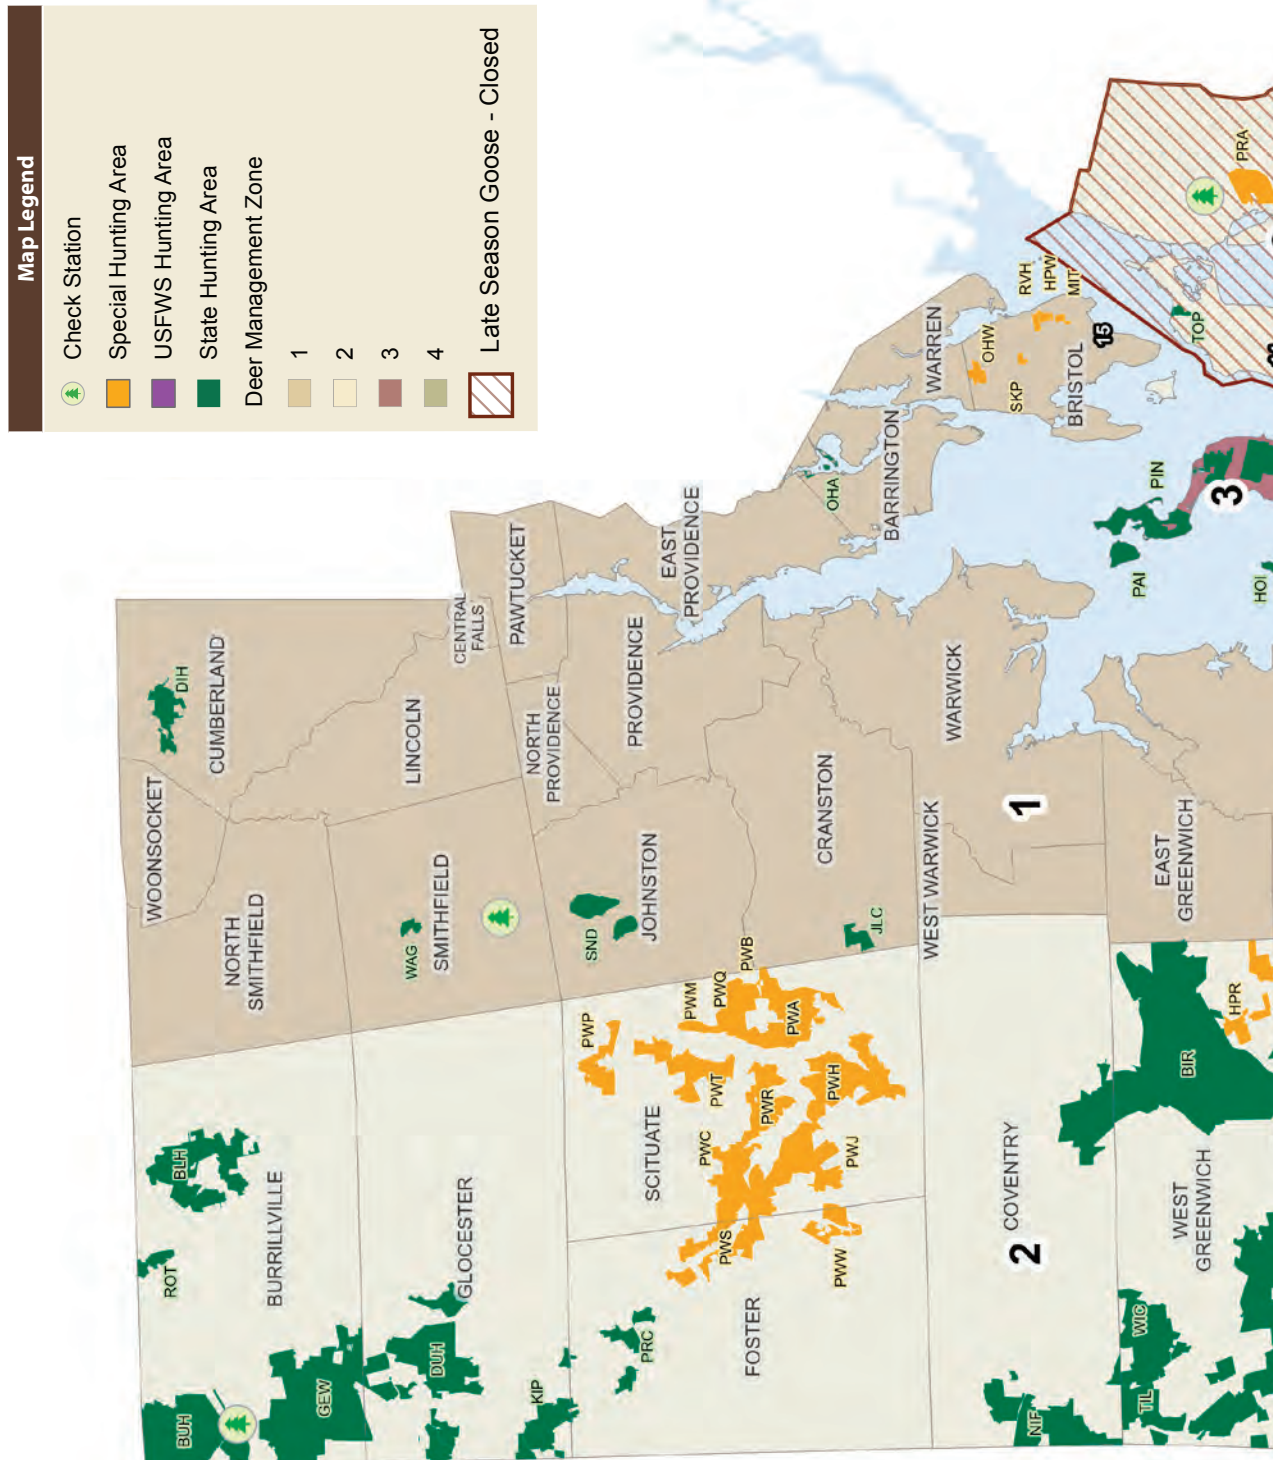 Map Legend
Check Station
Special Hunting Area
USFWS Hunting Area
State Hunting Area
Deer Management Zone
1
2
3
4
Late Season Goose - Closed
BUH
GEW
ROT
BLH
BURRILLVILLE
NORTH
SMITHFIELD
WOONSOCKET
CUMBERLAND
DIH
DUH
GLOCESTER
WAG
SMITHFIELD
LINCOLN
CENTRAL
FALLS
PAWTUCKET
NORTH
PROVIDENCE
KIP
PRC
FOSTER
SCITUATE
PWP
PWM
PWQ
PWB
PWA
PWT
PWR
PWH
PWC
PWJ
PWS
PWW
SND
JOHNSTON
PROVIDENCE
EAST
PROVIDENCE
CRANSTON
JLC
OHA
BARRINGTON
WARREN
WEST WARWICK
WARWICK
1
OHW
SKP
BRISTOL
RVH
HPW
MIT
15
2
COVENTRY
NIF
TIL
WIC
WEST
GREENWICH
BIR
HPR
EAST
GREENWICH
PAI
PIN
HOI
3
TOP
PRA